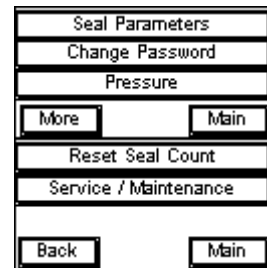 Seal Parameters
Change Password
Pressure
More Main
Reset Seal Count
Service / Maintenance
Back Main